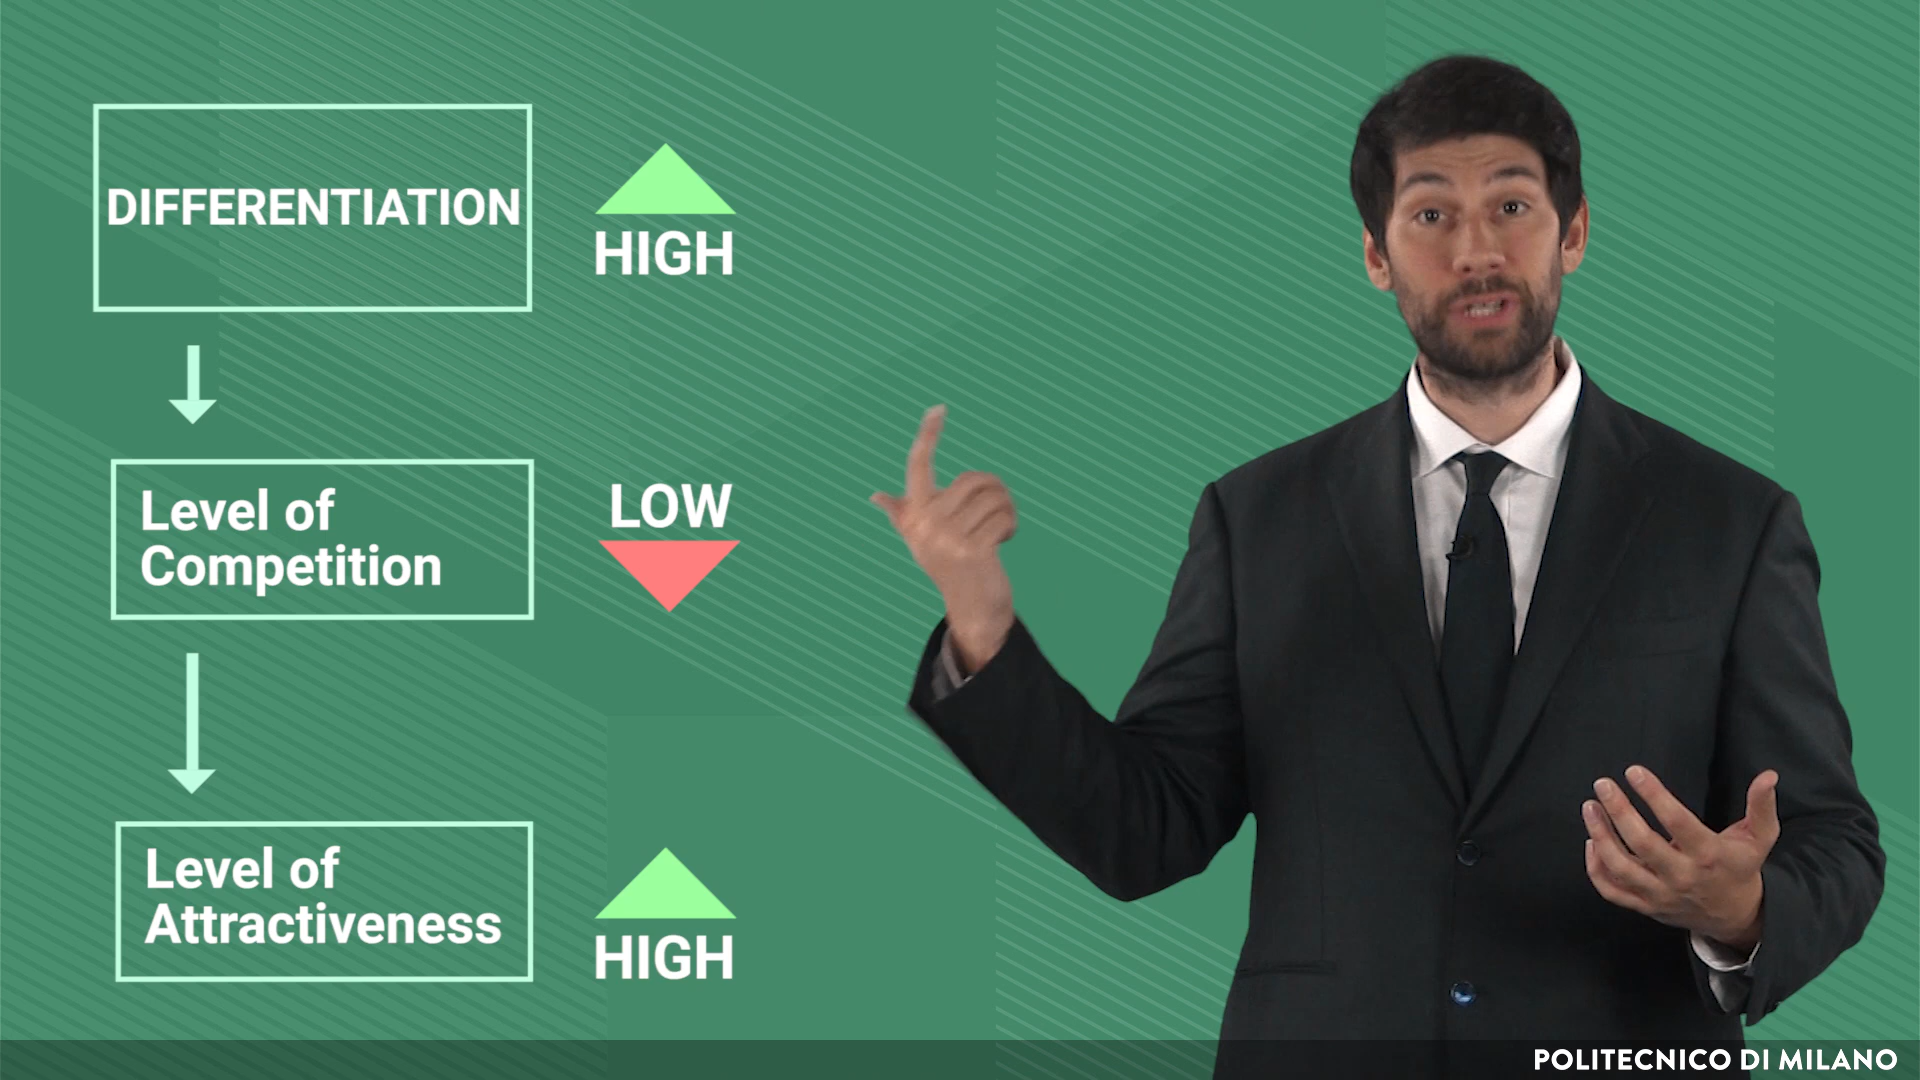 DIFFERENTIATION
HIGH
Level of
Competition
LOW
Level of
Attractiveness
HIGH
POLITECNICO DI MILANO